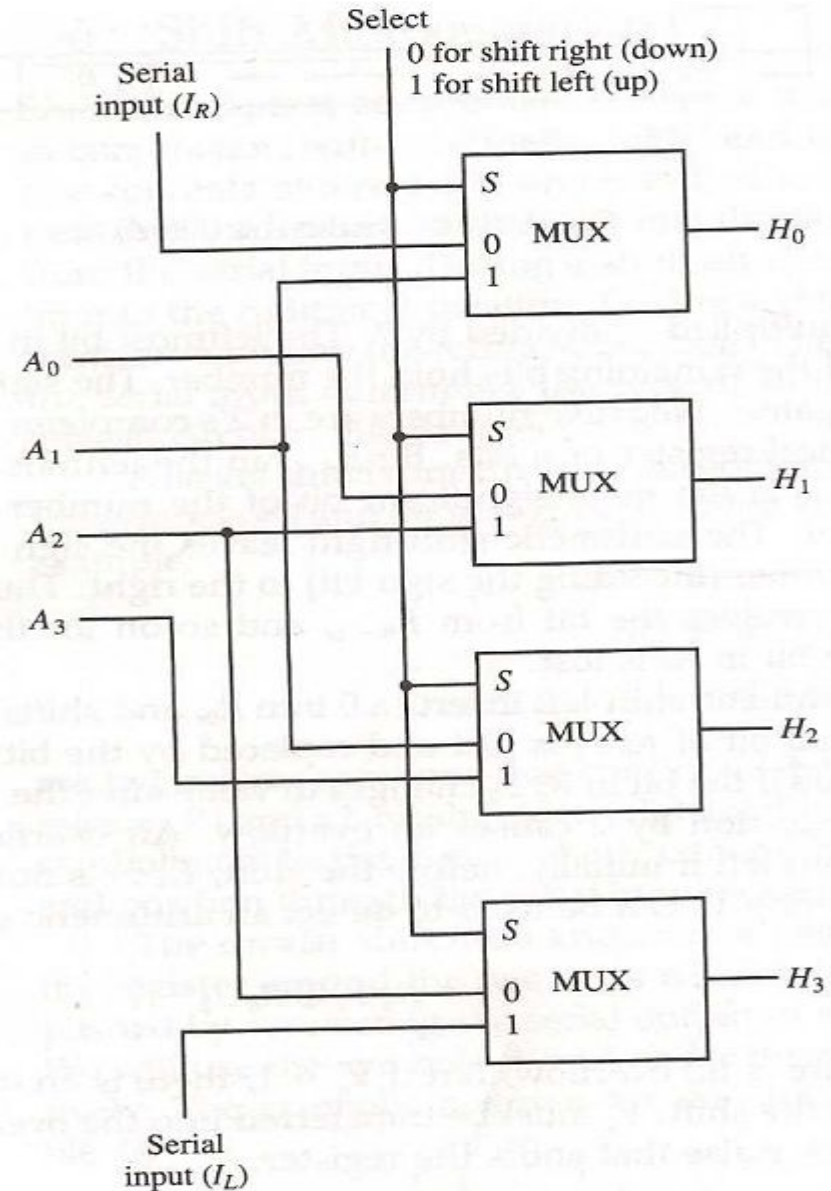 Select
0 for shift right (down)
1 for shift left (up)
Serial
input (I_R)
S
0
1
MUX
H_0
A_0
A_1
A_2
A_3
S
0
1
MUX
H_1
S
0
1
MUX
H_2
S
0
1
MUX
H_3
Serial
input (I_L)